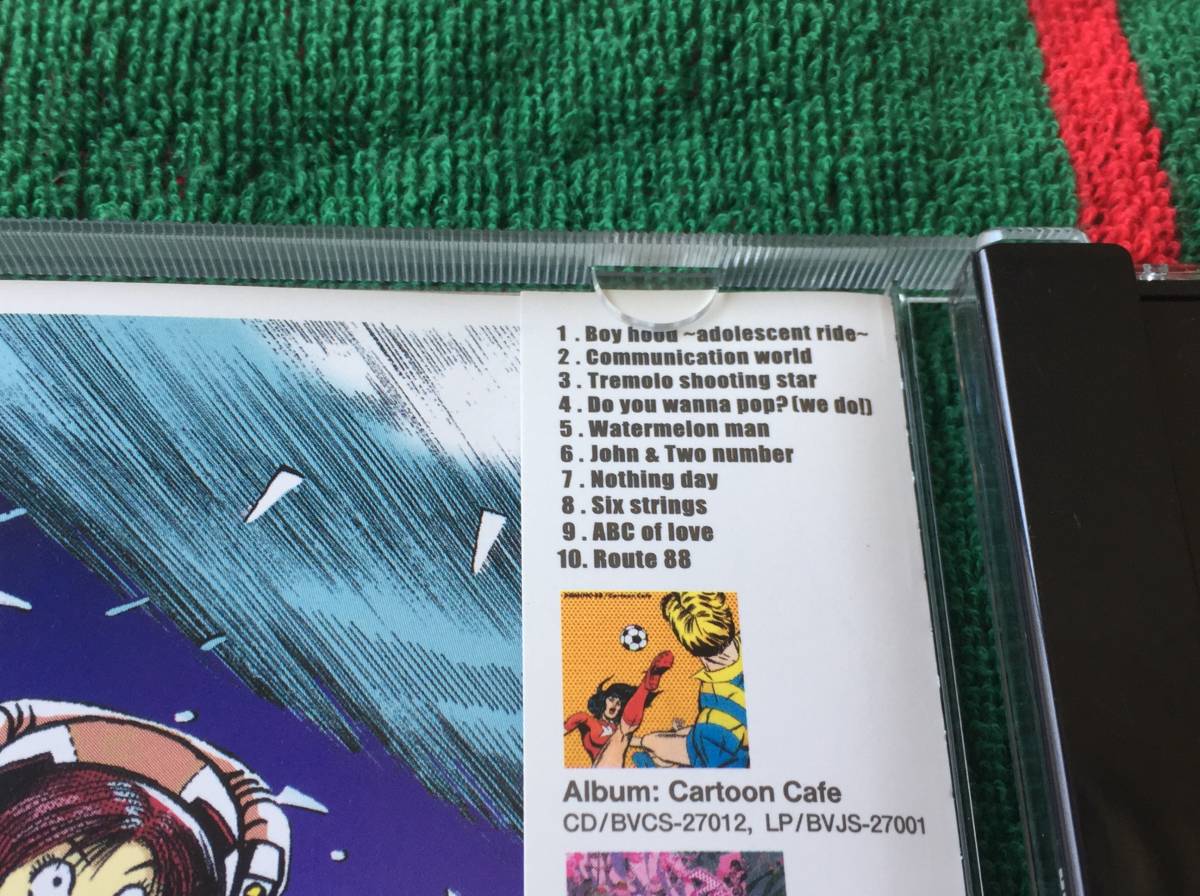 1. Boy hood ~adolescent ride~
2. Communication world
3. Tremolo shooting star
4. Do you wanna pop? (we do!)
5. Watermelon man
6. John & Two number
7. Nothing day
8. Six strings
9. ABC of love
10. Route 88
/Cartoon Cafe
Album: Cartoon Cafe
CD/BVCS-27012, LP/BVJS-27001